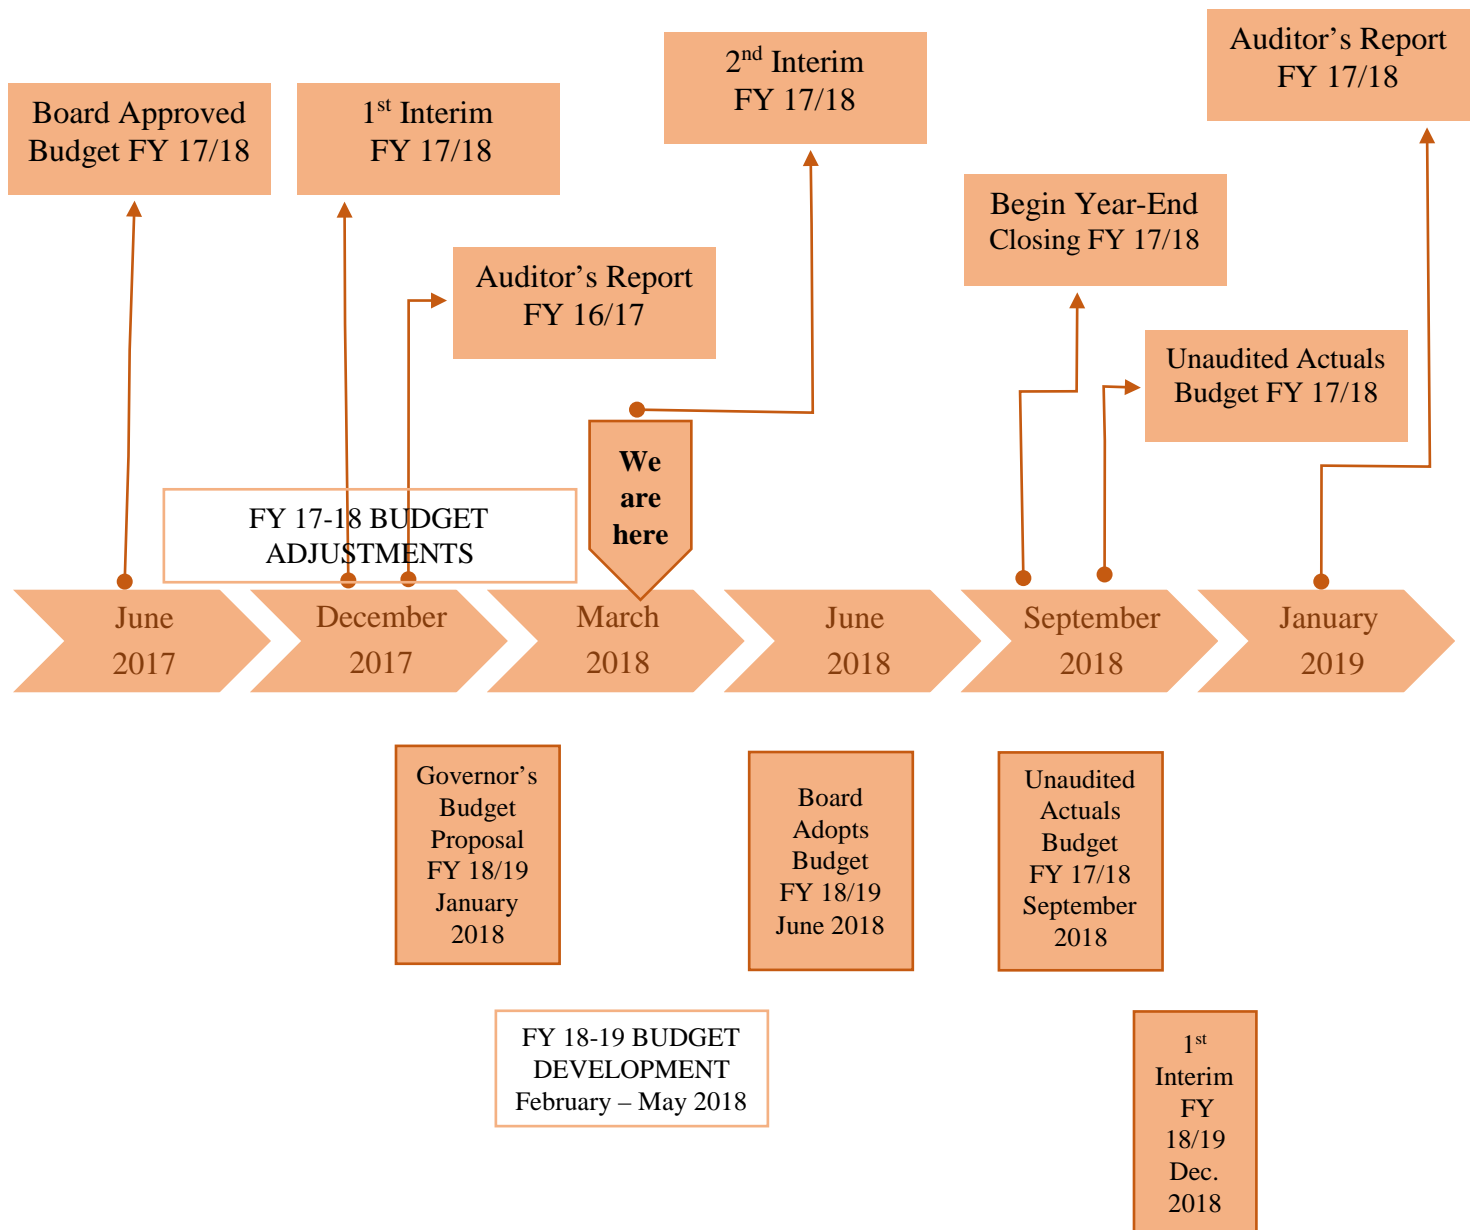 Board Approved
Budget FY 17/18
1st Interim
FY 17/18
2nd Interim
FY 17/18
Auditor’s Report
FY 17/18
Auditor’s Report
FY 16/17
Begin Year-End
Closing FY 17/18
Unaudited Actuals
Budget FY 17/18
We
are
here
FY 17-18 BUDGET
ADJUSTMENTS
June
2017
December
2017
March
2018
June
2018
September
2018
January
2019
Governor’s
Budget
Proposal
FY 18/19
January
2018
Board
Adopts
Budget
FY 18/19
June 2018
Unaudited
Actuals
Budget
FY 17/18
September
2018
FY 18-19 BUDGET
DEVELOPMENT
February – May 2018
1st
Interim
FY
18/19
Dec.
2018